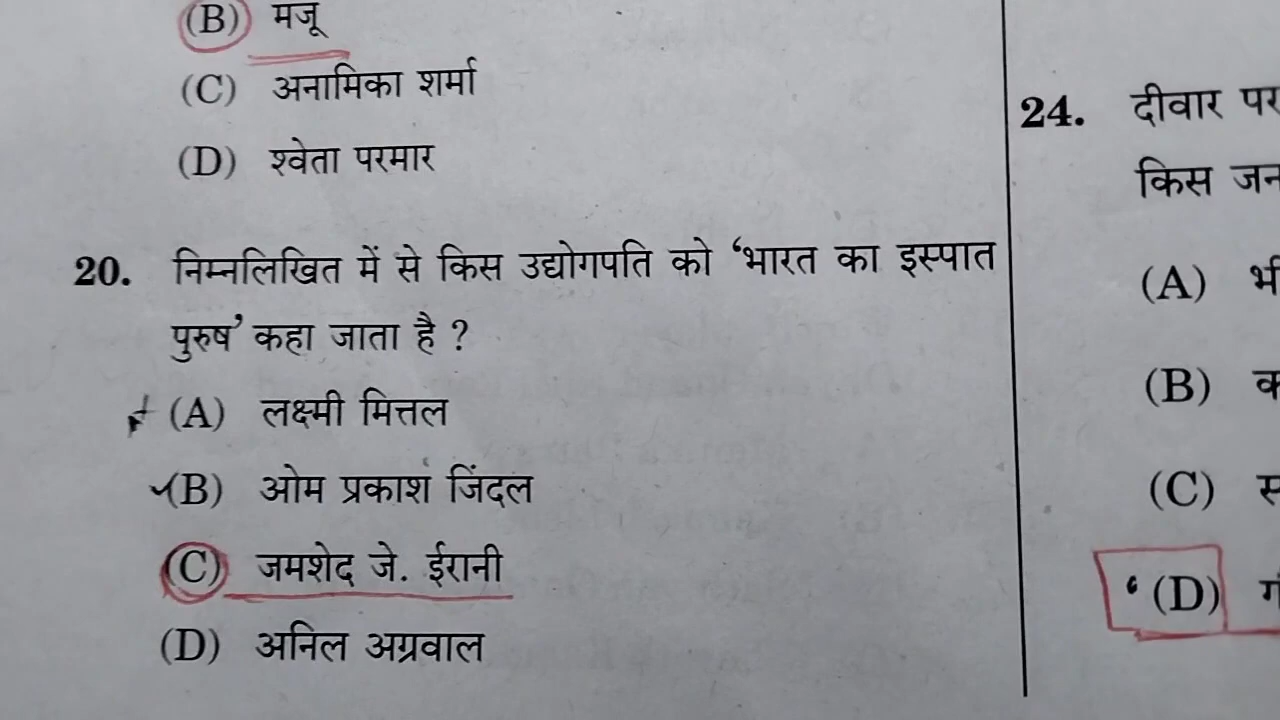 (B) मजू
(C) अनामिका शर्मा
(D) श्वेता परमार
20. निम्नलिखित में से किस उद्योगपति को ‘भारत का इस्पात
पुरुष’ कहा जाता है ?
(A) लक्ष्मी मित्तल
(B) ओम प्रकाश जिंदल
(C) जमशेद जे. ईरानी
(D) अनिल अग्रवाल
24. दीवार पर
किस जन
(A) भी
(B)
(C)
(D)